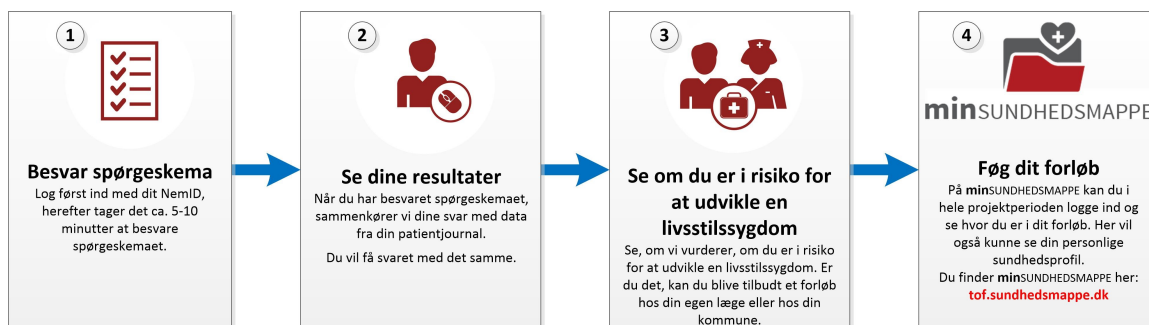 1
Besvar spørgeskema
Log først ind med dit NemID,
herefter tager det ca. 5-10
minutter at besvare
spørgeskemaet.
2
Se dine resultater
Når du har besvaret spørgeskemaet,
sammenkører vi dine svar med data
fra din patientjournal.
Du vil få svaret med det samme.
3
Se om du er i risiko for
at udvikle en
livsstilssygdom
Se, om vi vurderer, om du er i risiko
for at udvikle en livsstilssygdom. Er
du det, kan du blive tilbudt et forløb
hos din egen læge eller hos din
kommune.
4
minSUNDHEDSMAPPE
Føg dit forløb
På minSUNDHEDSMAPPE kan du i
hele projektperioden logge ind og
se hvor du er i dit forløb. Her vil
også kunne se din personlige
sundhedsprofil.
Du finder minSUNDHEDSMAPPE her:
tof.sundhedsmappe.dk